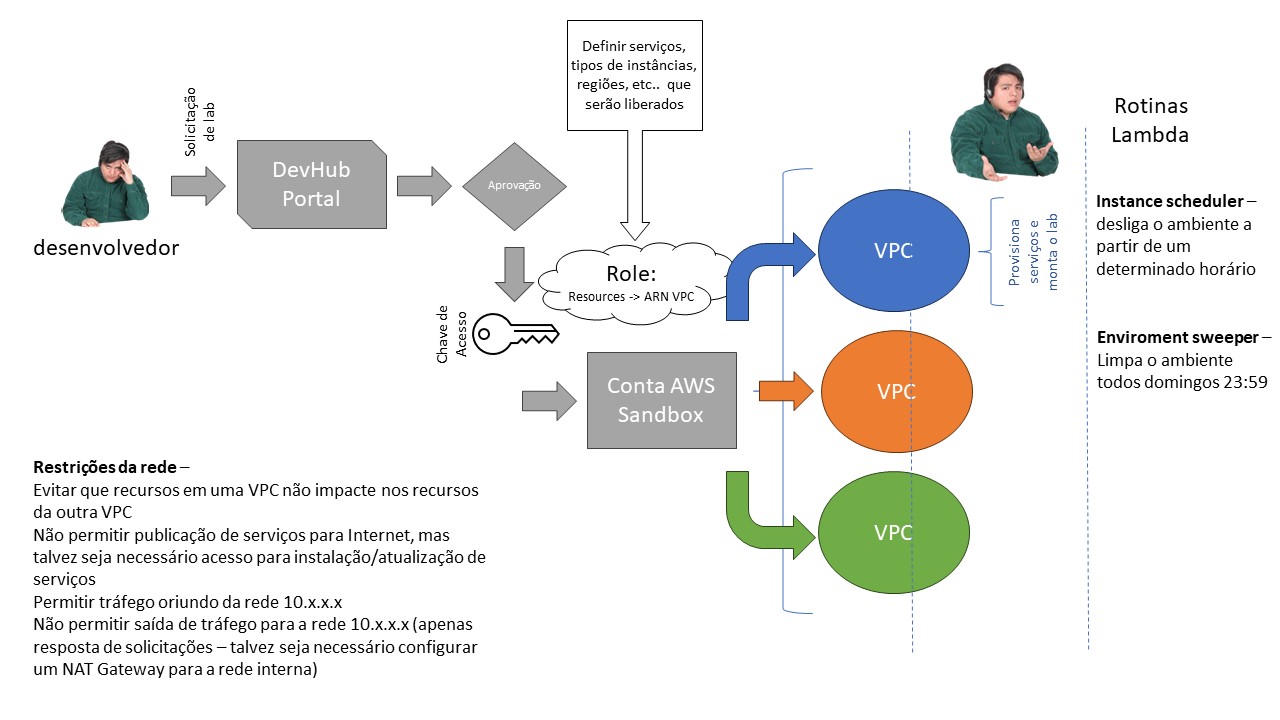 Definir serviços,
tipos de instâncias,
regiões, etc.. que
serão liberados
Solicitação
de lab
DevHub
Portal
Aprovação
desenvolvedor
Role:
Resources -> ARN VPC
Chave de
Acesso
Conta AWS
Sandbox
VPC
VPC
VPC
Provisiona
serviços e
monta o lab
Rotinas
Lambda
Instance scheduler –
desliga o ambiente a
partir de um
determinado horário
Enviroment sweeper –
Limpa o ambiente
todos domingos 23:59
Restrições da rede –
Evitar que recursos em uma VPC não impacte nos recursos
da outra VPC
Não permitir publicação de serviços para Internet, mas
talvez seja necessário acesso para instalação/atualização de
serviços
Permitir tráfego oriundo da rede 10.x.x.x
Não permitir saída de tráfego para a rede 10.x.x.x (apenas
resposta de solicitações – talvez seja necessário configurar
um NAT Gateway para a rede interna)